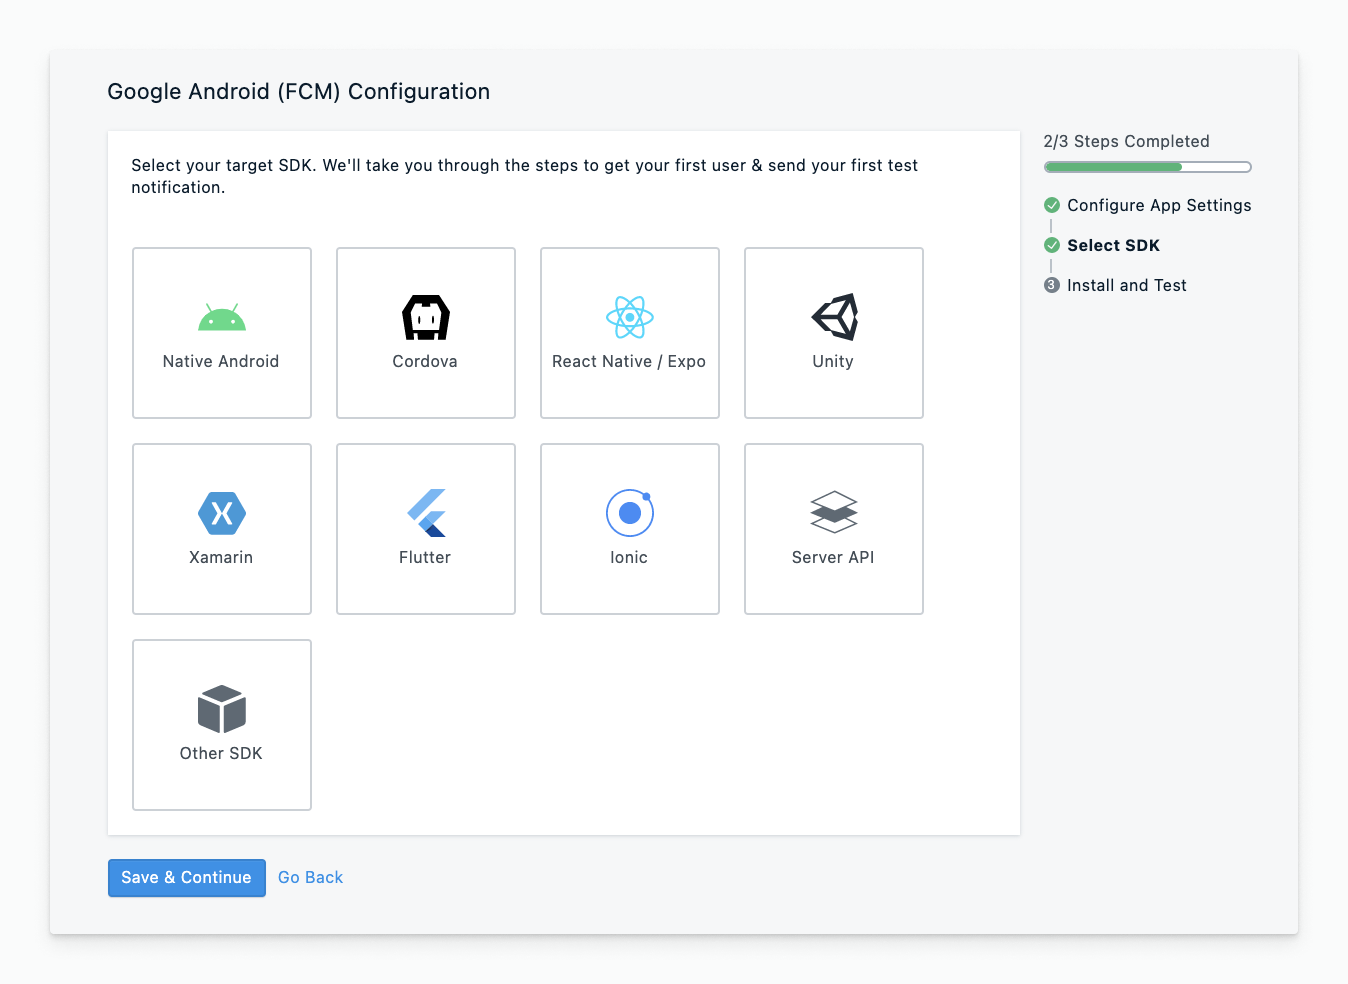 Google Android (FCM) Configuration
Select your target SDK. We'll take you through the steps to get your first user & send your first test
notification.
Native Android
Cordova
React Native / Expo
Unity
Xamarin
Flutter
Ionic
Server API
Other SDK
Save & Continue
Go Back
2/3 Steps Completed
Configure App Settings
Select SDK
3 Install and Test